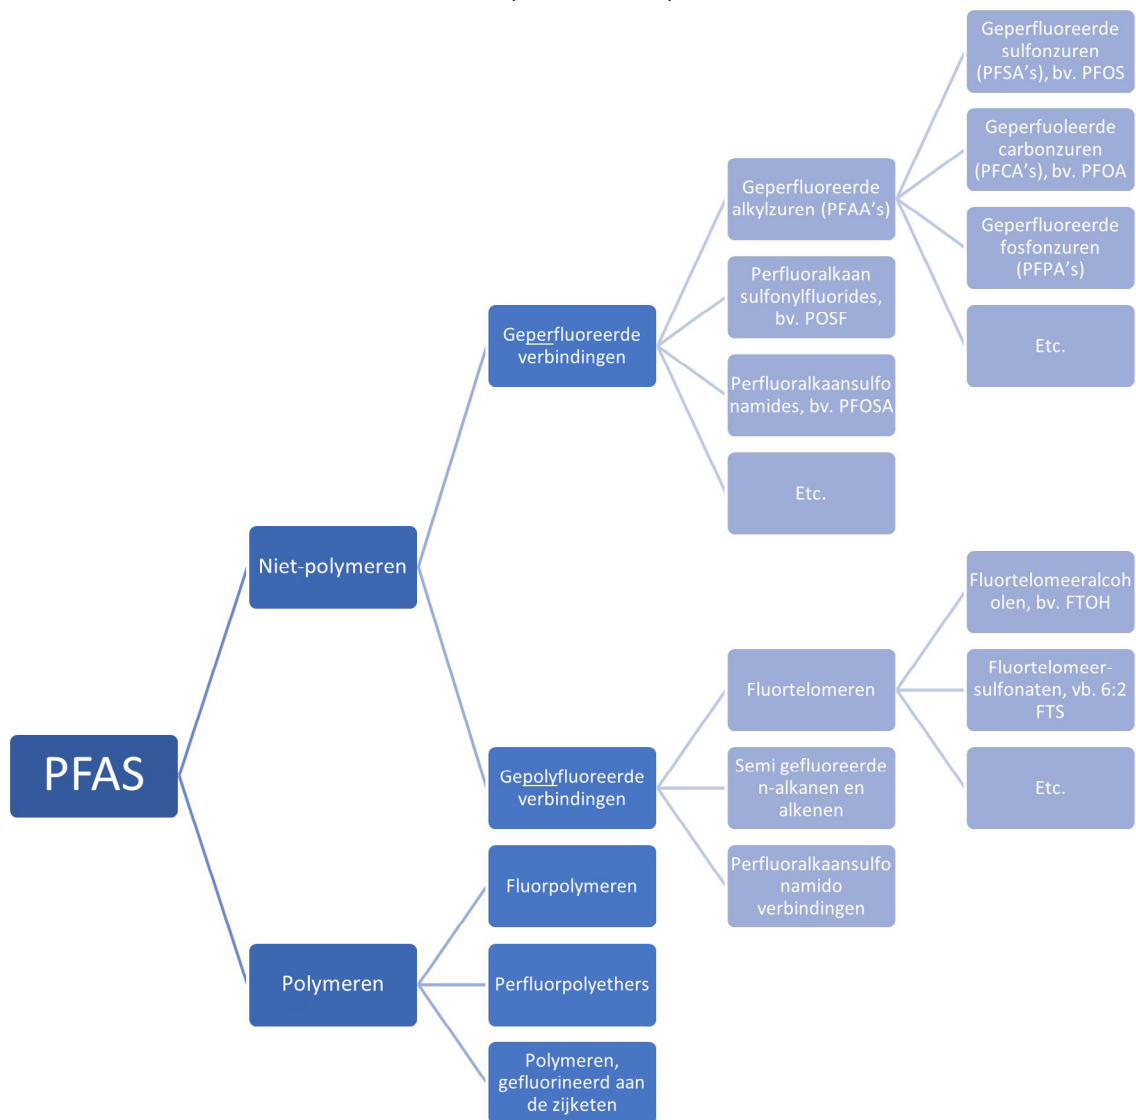 Geperfluoreerde
sulfonzuren
(PFSA's), bv. PFOS
Geperfuoleerde
carbonzuren
(PFCA's), bv. PFOA
Geperfluoreerde
alkylzuren (PFAA's)
Geperfluoreerde
fosfonzuren
(PFPA's)
Perfluoralkaan
sulfonylfluorides,
bv. POSF
Geperfluoreerde
verbindingen
Etc.
Perfluoralkaansulfo
namides, bv. PFOSA
Etc.
Niet-polymeren
Fluortelomeeralcoh
olen, bv. FTOH
Fluortelomeren
Fluortelomeer-
sulfonaten, vb. 6:2
FTS
PFAS
Gepolyfluoreerde
verbindingen
Semi gefluoreerde
n-alkanen en
alkenen
Etc.
Fluorpolymeren
Perfluoralkaansulfo
namido
verbindingen
Polymeren
Perfluorpolyethers
Polymeren,
gefluorineerd aan
de zijketen